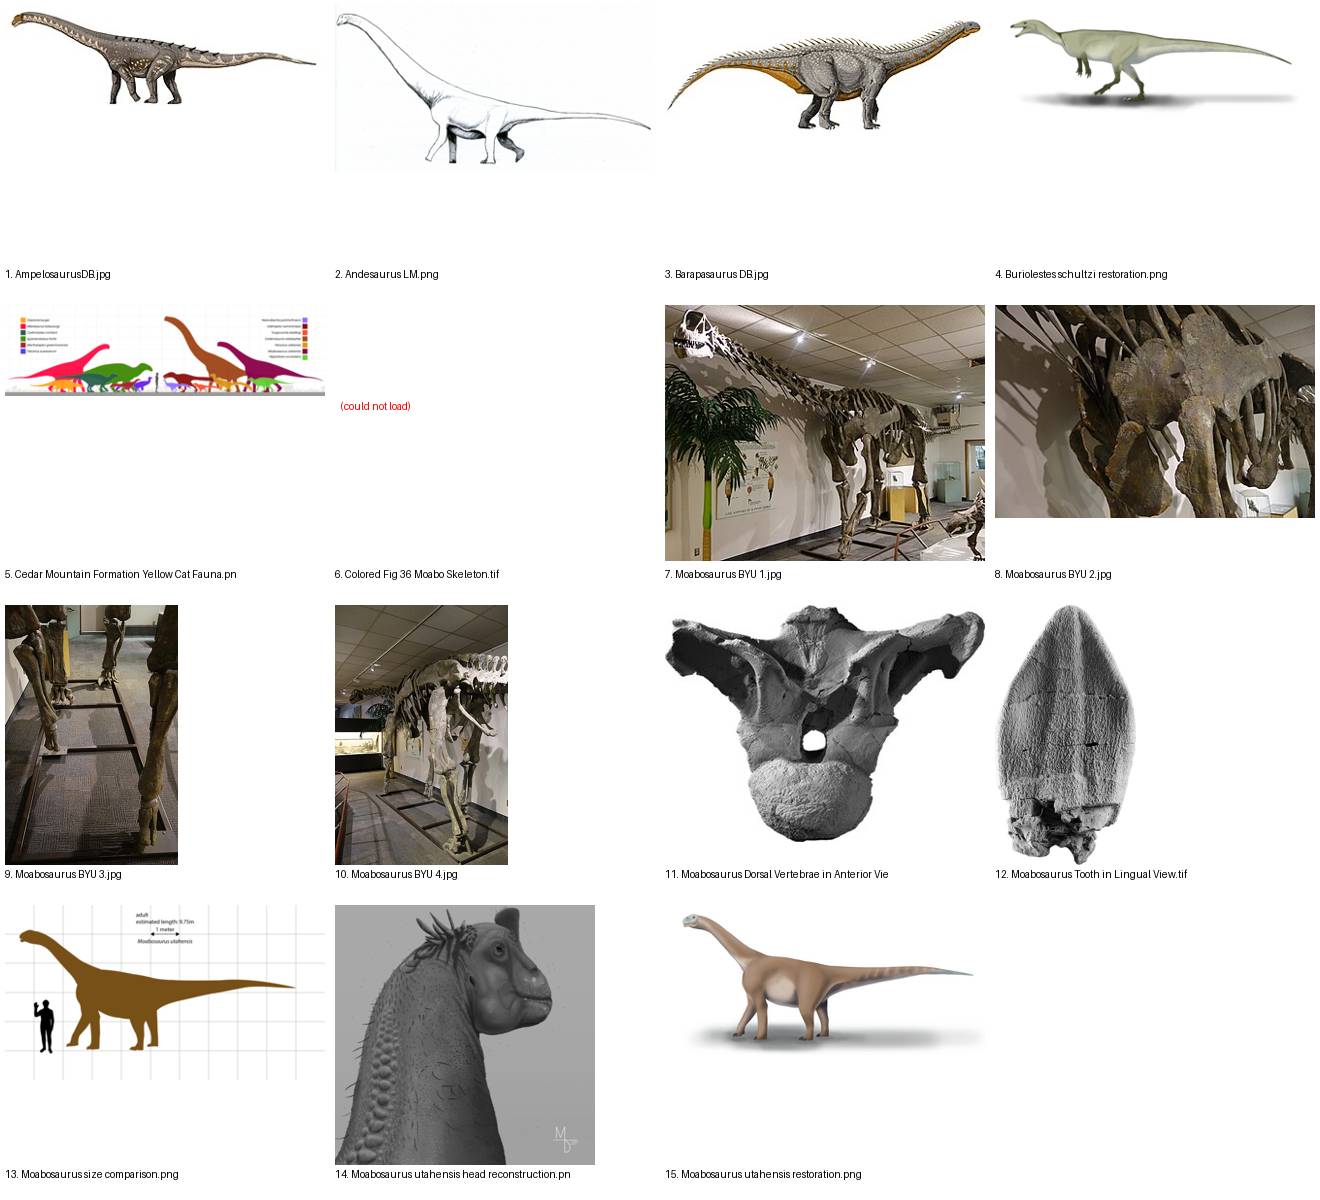 1. AmpelosaurusDB.jpg
2. Andesaurus LM.png
3. Barapasaurus DB.jpg
4. Buriolestes schultzi restoration.png
(could not load)
5. Cedar Mountain Formation Yellow Cat Fauna.pn
6. Colored Fig 36 Moabo Skeleton.tif
7. Moabosaurus BYU 1.jpg
8. Moabosaurus BYU 2.jpg
9. Moabosaurus BYU 3.jpg
10. Moabosaurus BYU 4.jpg
11. Moabosaurus Dorsal Vertebrae in Anterior Vie
12. Moabosaurus Tooth in Lingual View.tif
adult
estimated length: 9.75m
1 meter
Moabosaurus utahensis
M
D
13. Moabosaurus size comparison.png
14. Moabosaurus utahensis head reconstruction.pn
15. Moabosaurus utahensis restoration.png